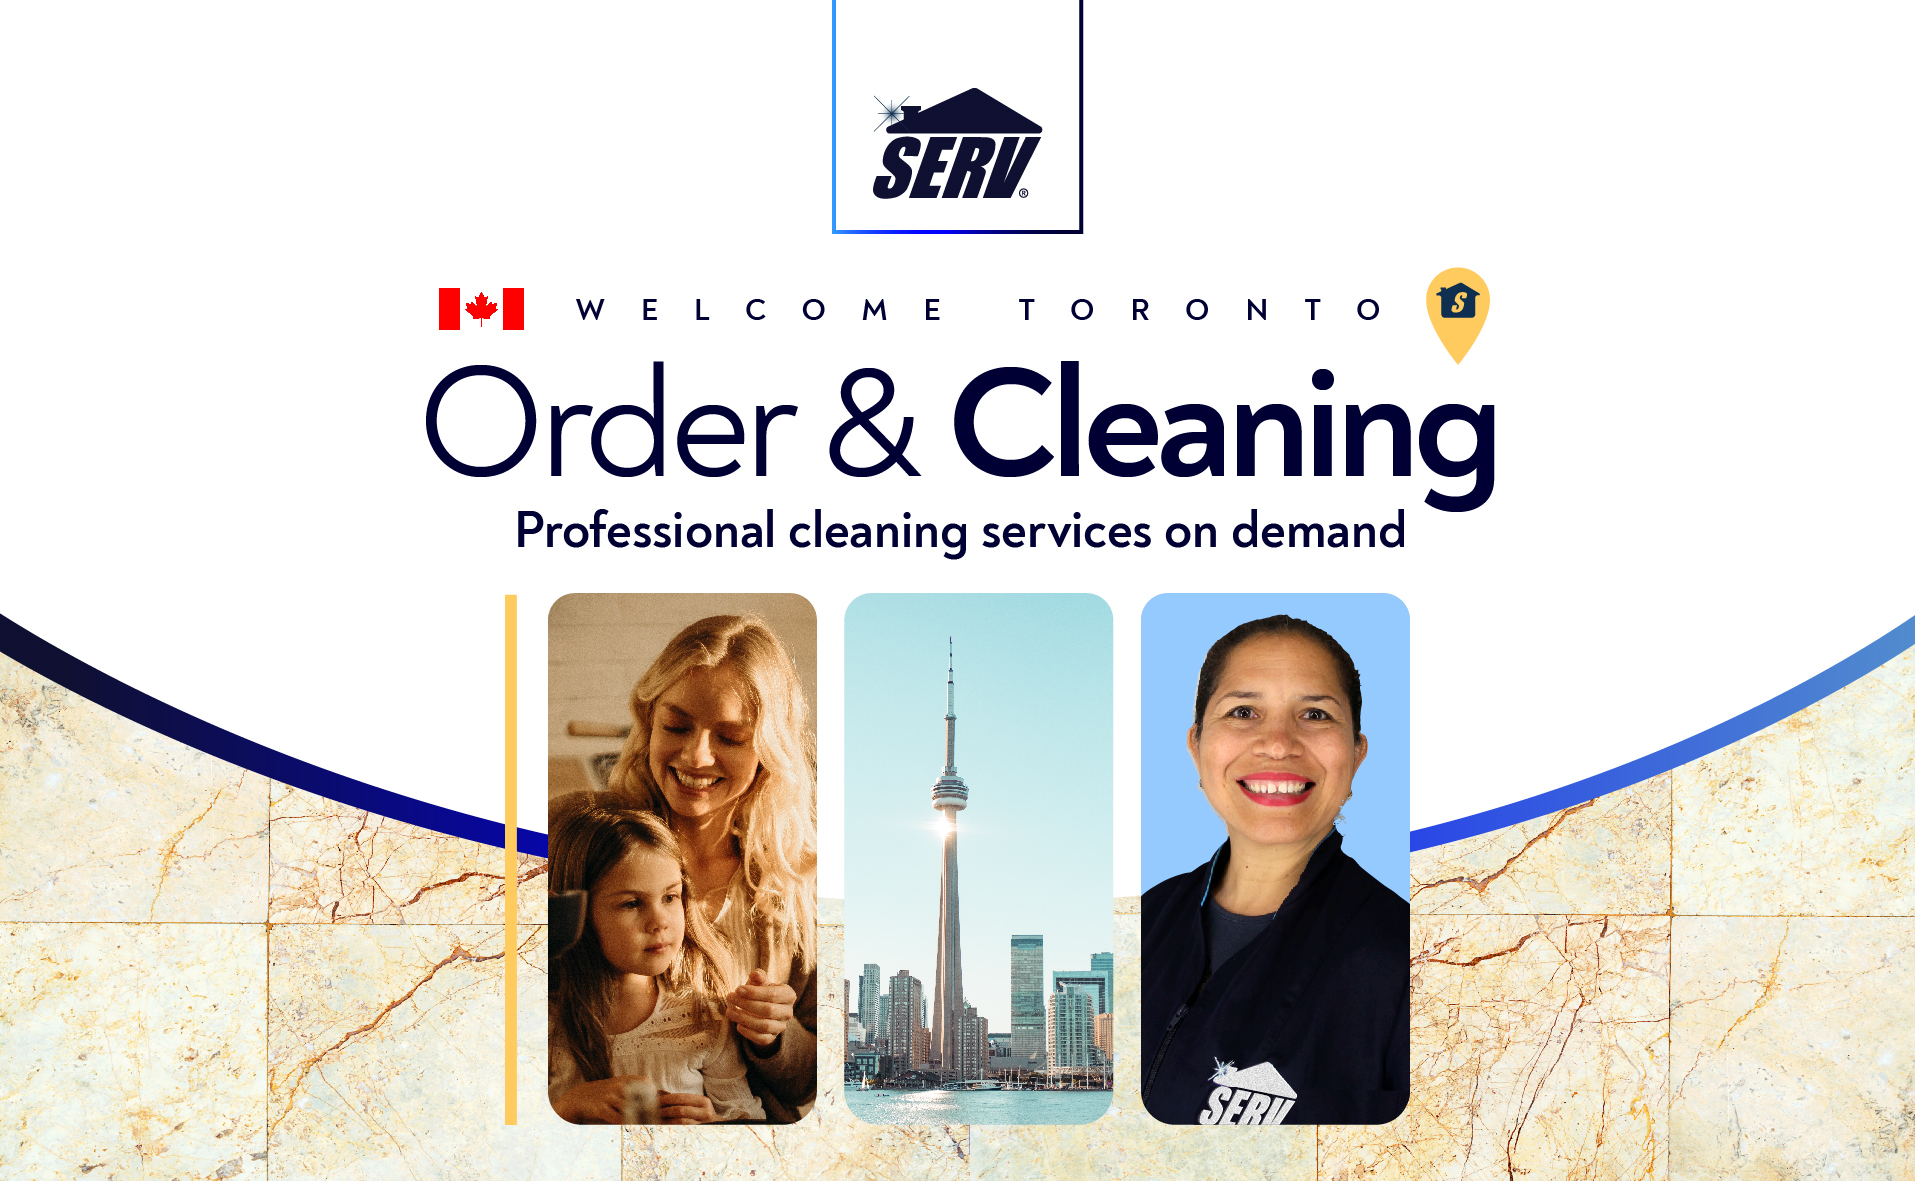 SERV®
WELCOME TORONTO
S
Order & Cleaning
Professional cleaning services on demand
SERV